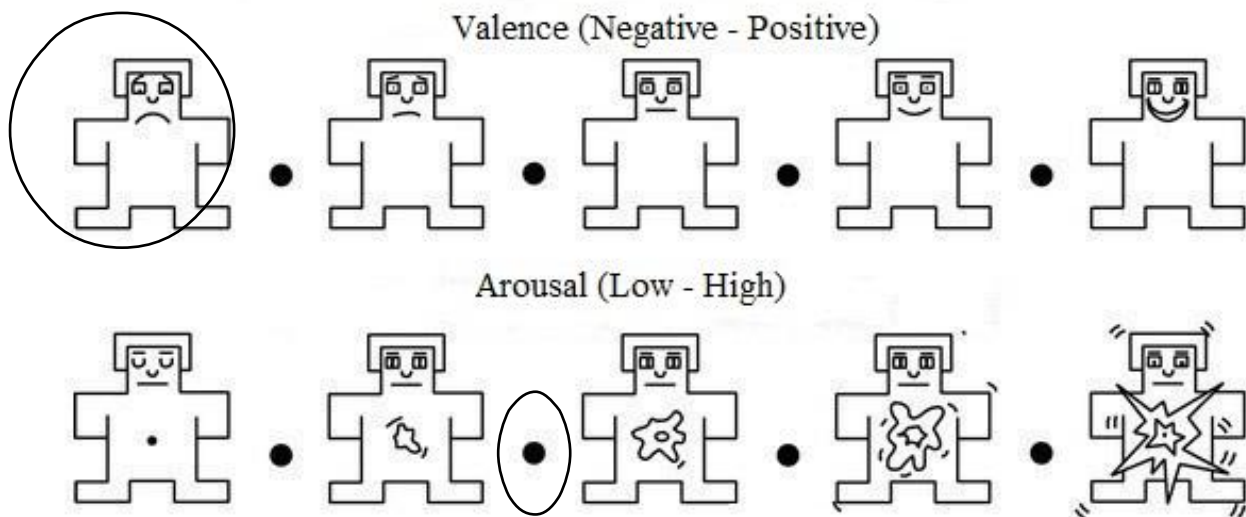 Valence (Negative - Positive)
Arousal (Low - High)